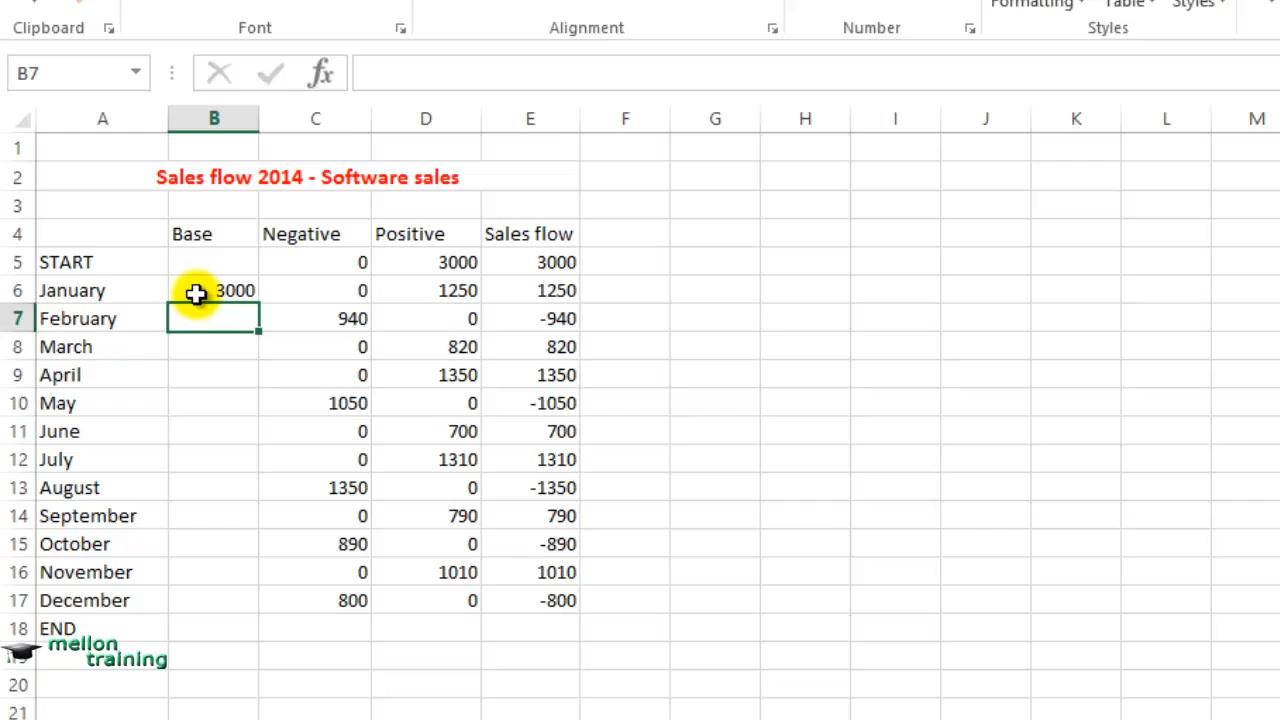 Formatting Table Styles
Clipboard Font Alignment Number Styles
B7 fx
A B C D E F G H I J K L M
1
2 Sales flow 2014 - Software sales
3
4 Base Negative Positive Sales flow
5 START 0 3000 3000
6 January 3000 0 1250 1250
7 February 940 0 -940
8 March 0 820 820
9 April 0 1350 1350
10 May 1050 0 -1050
11 June 0 700 700
12 July 0 1310 1310
13 August 1350 0 -1350
14 September 0 790 790
15 October 890 0 -890
16 November 0 1010 1010
17 December 800 0 -800
18 END
mellon
training
20
21